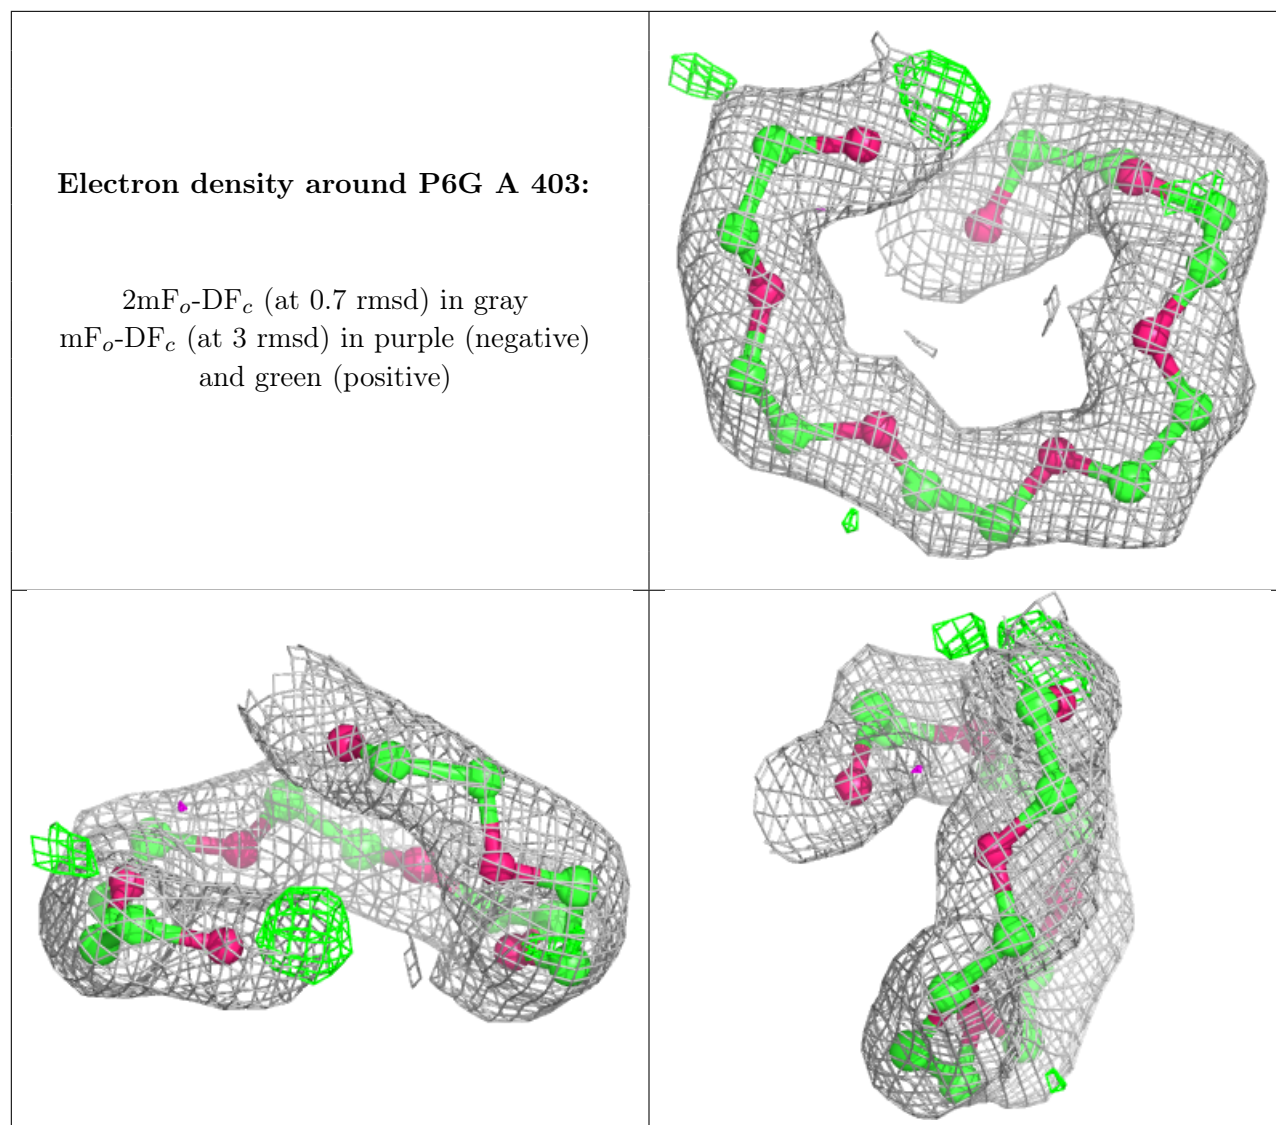 Electron density around P6G A 403:
2mFo-DFc (at 0.7 rmsd) in gray
mFo-DFc (at 3 rmsd) in purple (negative)
and green (positive)